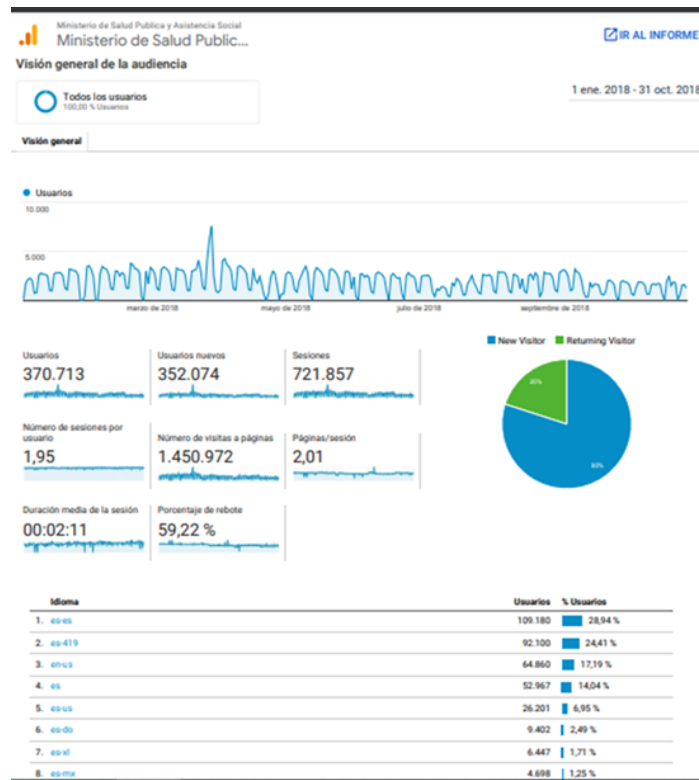 Ministerio de Salud Publica y Asistencia Social
Ministerio de Salud Public...
IR AL INFORME
Visión general de la audiencia
Todos los usuarios
100,00 % Usuarios
1 ene. 2018 - 31 oct. 2018
Visión general
Usuarios
10.000
5.000
marzo de 2018 mayo de 2018 julio de 2018 septiembre de 2018
New Visitor Returning Visitor
Usuarios
370.713
Usuarios nuevos
352.074
Sesiones
721.857
20%
80%
Número de sesiones por
usuario
1,95
Número de visitas a páginas
1.450.972
Páginas/sesión
2,01
Duración media de la sesión
00:02:11
Porcentaje de rebote
59,22 %
Idioma Usuarios % Usuarios
1. es-es 109.180 28,94 %
2. es-419 92.100 24,41 %
3. en-us 64.860 17,19 %
4. es 52.967 14,04 %
5. es-us 26.201 6,95 %
6. es-do 9.402 2,49 %
7. es-xl 6.447 1,71 %
8. es-mx 4.698 1,25 %